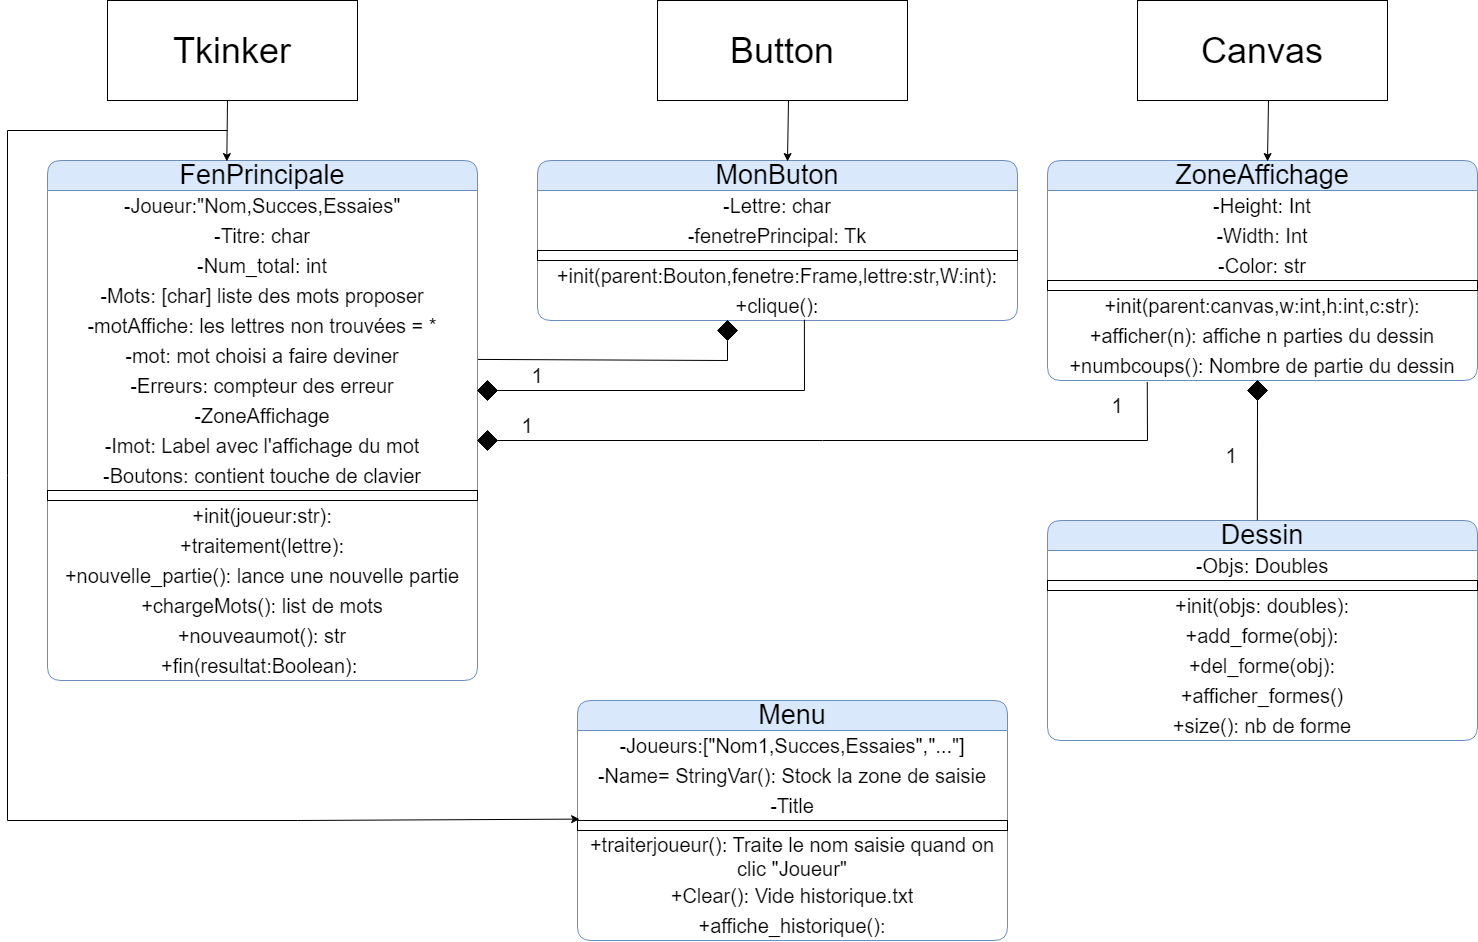 Tkinker
Button
Canvas
FenPrincipale
-Joueur:"Nom,Succes,Essaies"
-Titre: char
-Num_total: int
-Mots: [char] liste des mots proposer
-motAffiche: les lettres non trouvées = *
-mot: mot choisi a faire deviner
-Erreurs: compteur des erreur
-ZoneAffichage
-Imot: Label avec l'affichage du mot
-Boutons: contient touche de clavier
+init(joueur:str):
+traitement(lettre):
+nouvelle_partie(): lance une nouvelle partie
+chargeMots(): list de mots
+nouveaumot(): str
+fin(resultat:Boolean):
MonButon
-Lettre: char
-fenetrePrincipal: Tk
+init(parent:Bouton,fenetre:Frame,lettre:str,W:int):
+clique():
1
1
ZoneAffichage
-Height: Int
-Width: Int
-Color: str
+init(parent:canvas,w:int,h:int,c:str):
+afficher(n): affiche n parties du dessin
+numbcoups(): Nombre de partie du dessin
1
1
Dessin
-Objs: Doubles
+init(objs: doubles):
+add_forme(obj):
+del_forme(obj):
+afficher_formes()
+size(): nb de forme
Menu
-Joueurs:["Nom1,Succes,Essaies","..."]
-Name= StringVar(): Stock la zone de saisie
-Title
+traiterjoueur(): Traite le nom saisie quand on
clic "Joueur"
+Clear(): Vide historique.txt
+affiche_historique():